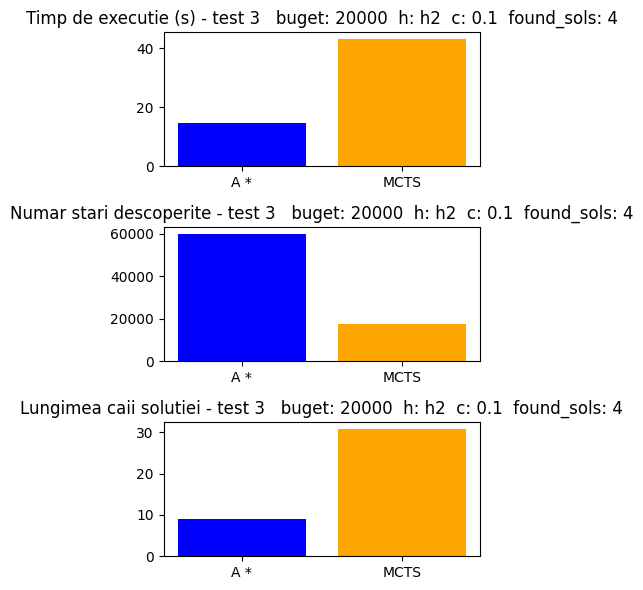 Timp de executie (s) - test 3   buget: 20000  h: h2  c: 0.1  found_sols: 4
40
20
0
A *
MCTS
Numar stari descoperite - test 3   buget: 20000  h: h2  c: 0.1  found_sols: 4
60000
40000
20000
0
A *
MCTS
Lungimea caii solutiei - test 3   buget: 20000  h: h2  c: 0.1  found_sols: 4
30
20
10
0
A *
MCTS